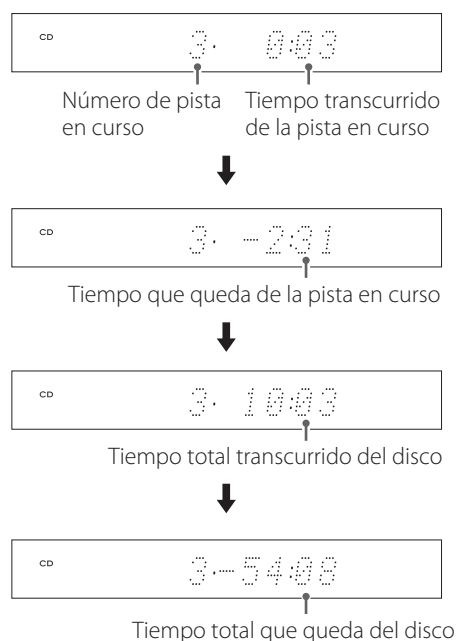 CD 3. 0:03
Número de pista Tiempo transcurrido
en curso de la pista en curso
CD 3. -2:31
Tiempo que queda de la pista en curso
CD 3. 10:03
Tiempo total transcurrido del disco
CD 3.-54:08
Tiempo total que queda del disco